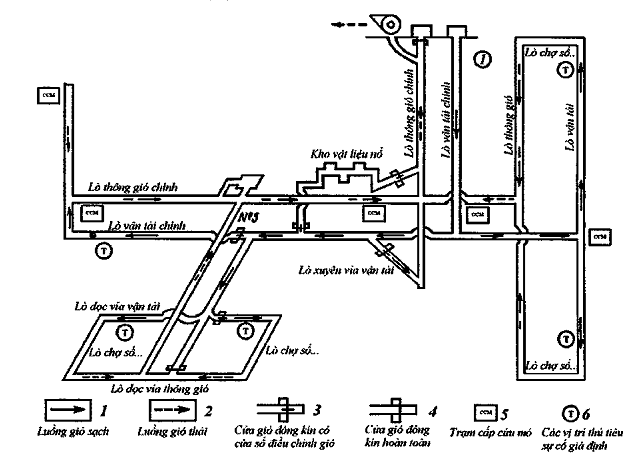 1
Lò chợ số...
T
Lò thông gió chính
Lò vận tải chính
Lò thông gió
Lò vận tải
CCM
Kho vật liệu nổ
Lò thông gió chính
CCM
Nº5
CCM
CCM
Lò vận tải chính
T
CCM
Lò xuyên vỉa vận tải
Lò dọc vỉa vận tải
T
T
T
Lò chợ số...
Lò chợ số...
Lò chợ số...
Lò dọc vỉa thông gió
1
2
3
4
CCM 5
T 6
Luồng gió sạch
Luồng gió thải
Cửa gió đóng kín có
cửa sổ điều chỉnh gió
Cửa gió đóng
kín hoàn toàn
Trạm cấp cứu mỏ
Các vị trí thủ tiêu
sự cố giả định